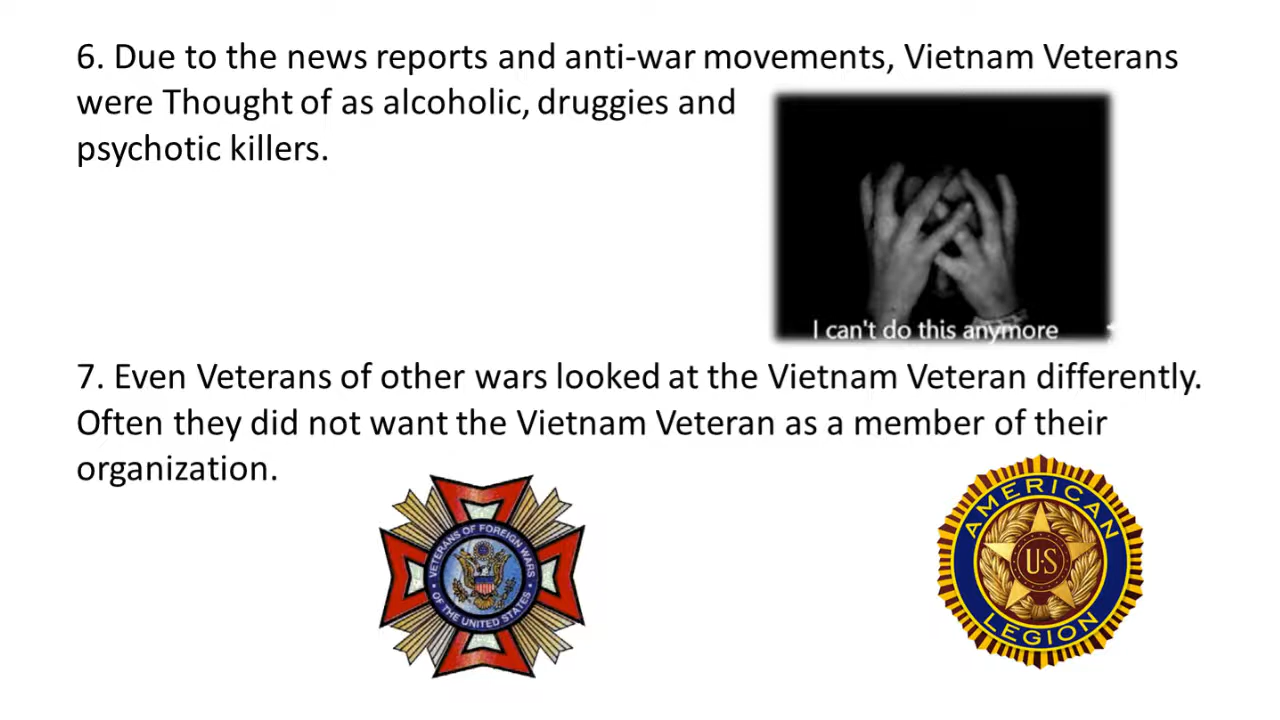 6. Due to the news reports and anti-war movements, Vietnam Veterans
were Thought of as alcoholic, druggies and
psychotic killers.
I can't do this anymore
7. Even Veterans of other wars looked at the Vietnam Veteran differently.
Often they did not want the Vietnam Veteran as a member of their
organization.
VETERANS OF FOREIGN WARS
OF THE UNITED STATES
AMERICAN
U.S
LEGION